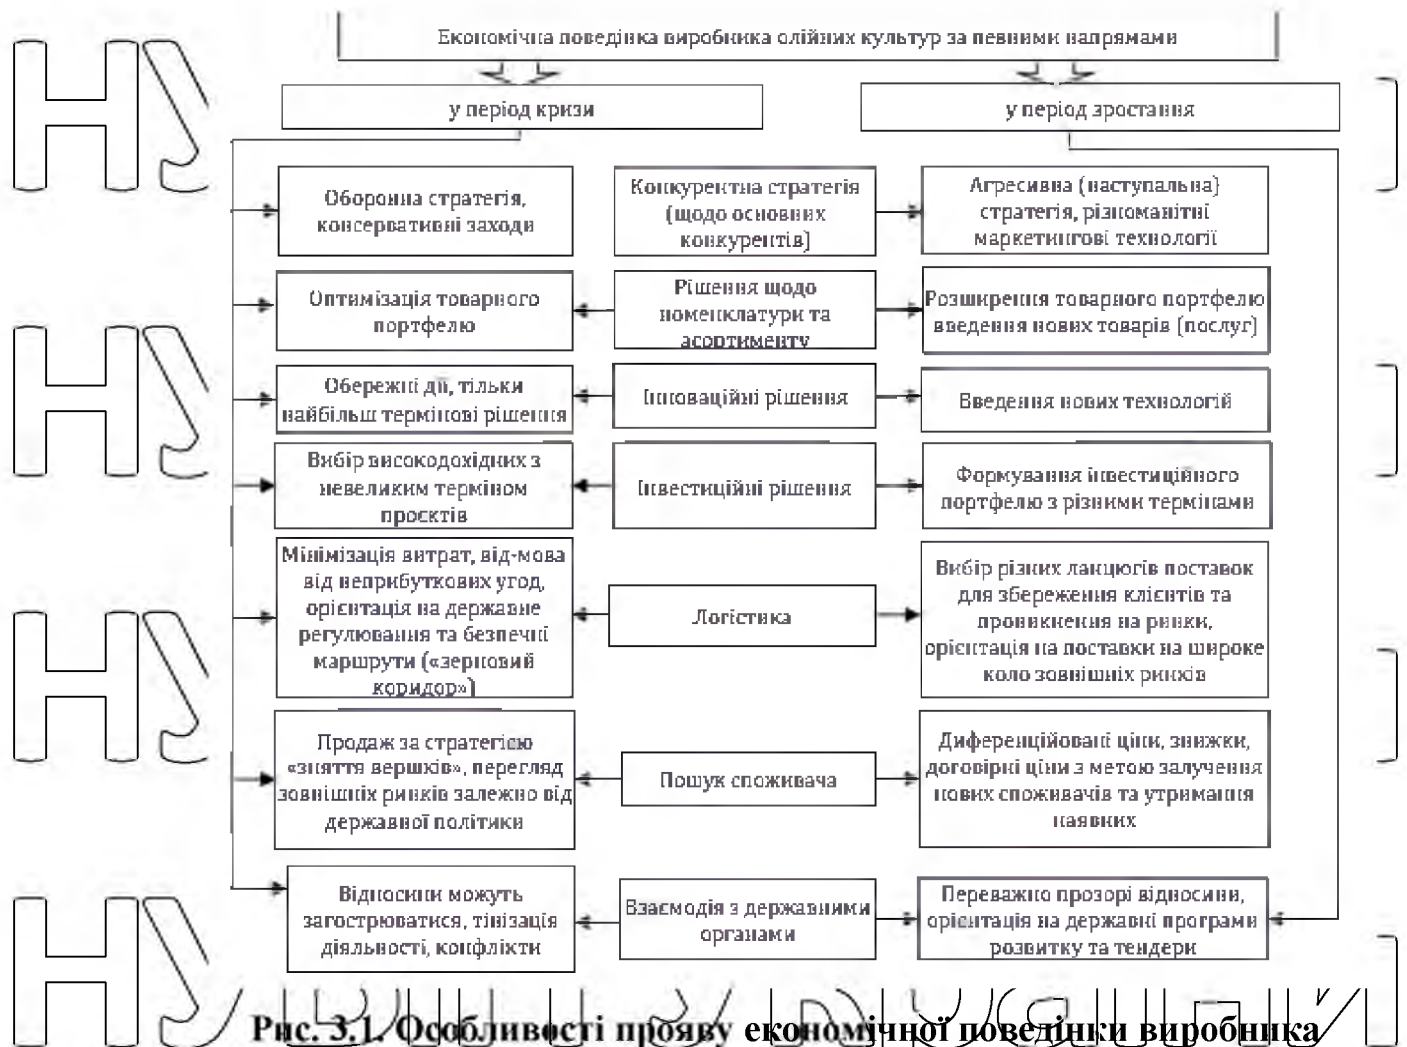 Економічна поведінка виробника олійних культур за певними напрямами
у період кризи
у період зростання
Оборонна стратегія,
консервативні заходи
Конкурентна стратегія
(щодо основних
конкурентів)
Агресивна (наступальна)
стратегія, різноманітні
маркетингові технології
Оптимізація товарного
портфелю
Рішення щодо
номенклатури та
асортименту
Розширення товарного портфелю
введення нових товарів (послуг)
Обережні дії, тільки
найбільш термінові рішення
Інноваційні рішення
Введення нових технологій
Вибір високодохідних з
невеликим терміном
проєктів
Інвестиційні рішення
Формування інвестиційного
портфелю з різними термінами
Мінімізація витрат, від-мова
від неприбуткових угод,
орієнтація на державне
регулювання та безпечні
маршрути («зерновий
коридор»)
Логістика
Вибір різних ланцюгів поставок
для збереження клієнтів та
проникнення на ринки,
орієнтація на поставки на широке
коло зовнішніх ринків
Продаж за стратегією
«зняття вершків», перегляд
зовнішніх ринків залежно від
державної політики
Пошук споживача
Диференційовані ціни, знижки,
договірні ціни з метою залучення
нових споживачів та утримання
наявних
Відносини можуть
загострюватися, тінізація
діяльності, конфлікти
Взаємодія з державними
органами
Переважно прозорі відносини,
орієнтація на державні програми
розвитку та тендери
НУ
НУ
НУ
НУ
Рис. 3.1. Особливості прояву економічної поведінки виробника